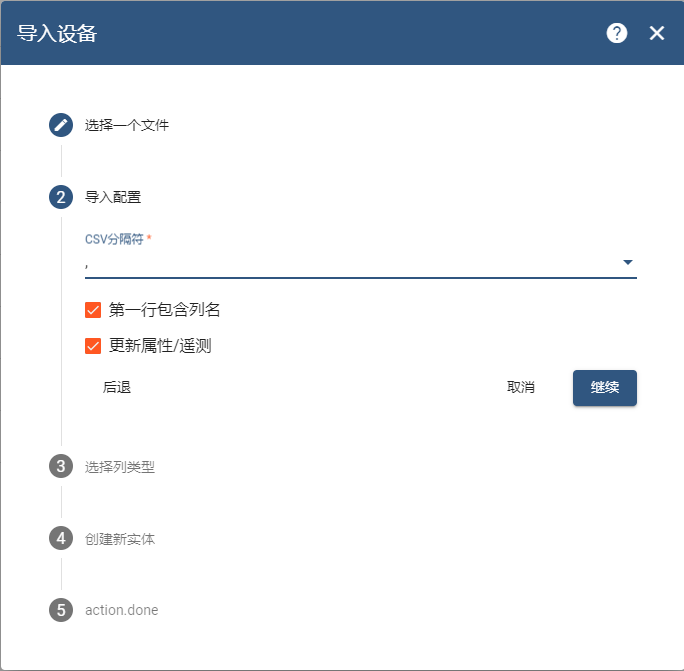 导入设备
?
选择一个文件
2 导入配置
CSV分隔符 *
,
第一行包含列名
更新属性/遥测
后退 取消 继续
3 选择列类型
4 创建新实体
5 action.done